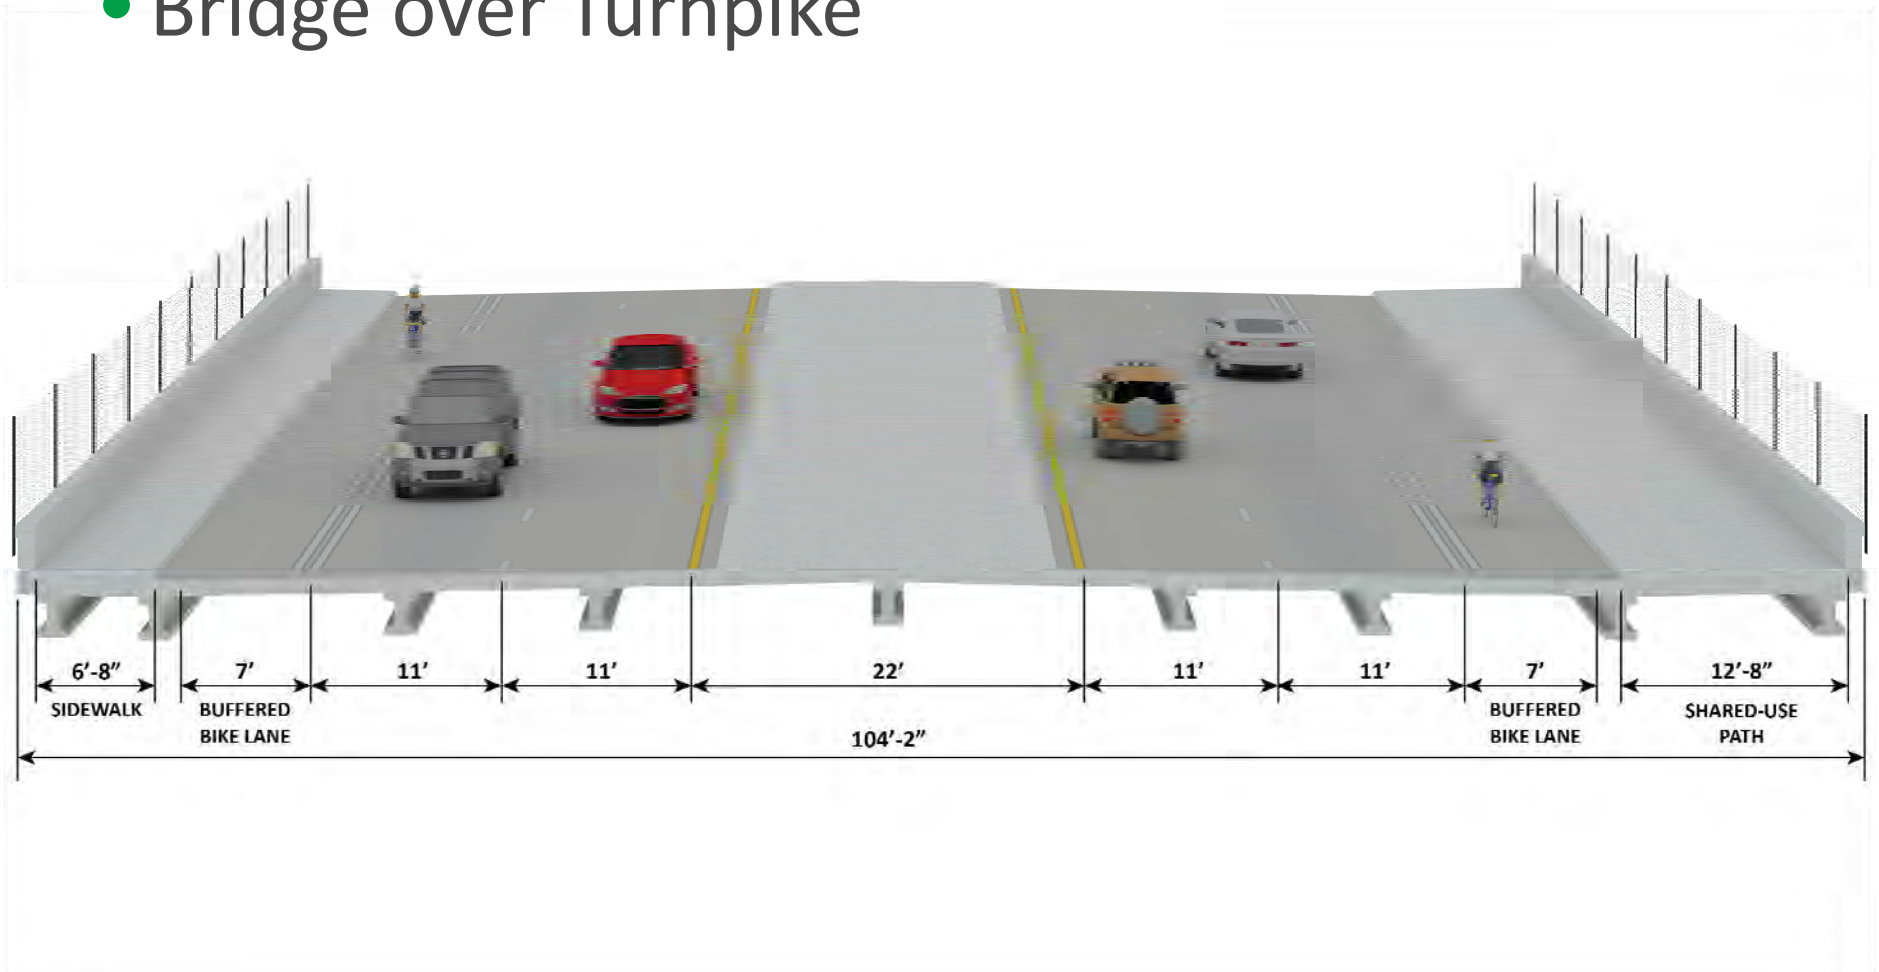 • Bridge over Turnpike
6’-8” 7’ 11’ 11’ 22’ 11’ 11’ 7’ 12’-8”
SIDEWALK BUFFERED BUFFERED SHARED-USE
BIKE LANE BIKE LANE PATH
104’-2”